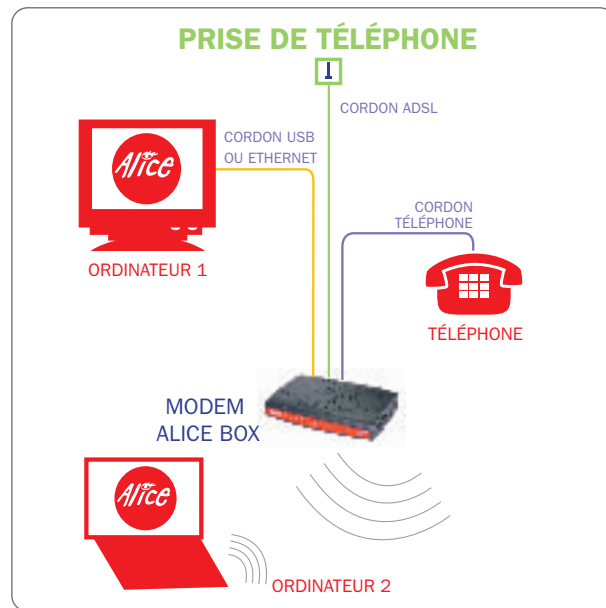 PRISE DE TÉLÉPHONE
CORDON ADSL
CORDON USB
OU ETHERNET
Alice
CORDON
TÉLÉPHONE
ORDINATEUR 1
TÉLÉPHONE
MODEM
ALICE BOX
Alice
ORDINATEUR 2